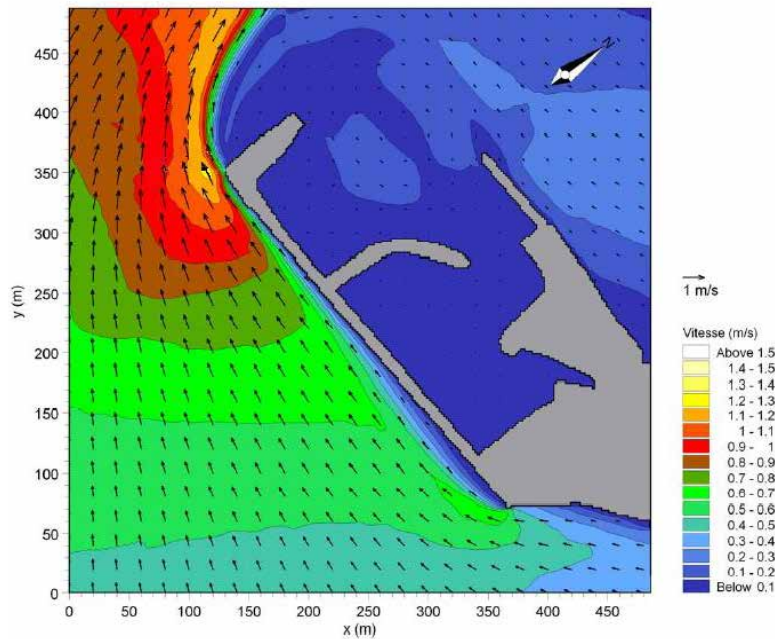 N
450
400
350
300
250
200
150
100
50
0
y (m)
0 50 100 150 200 250 300 350 400 450
x (m)
1 m/s
Vitesse (m/s)
Above 1.5
1.4 - 1.5
1.3 - 1.4
1.2 - 1.3
1.1 - 1.2
1 - 1.1
0.9 - 1
0.8 - 0.9
0.7 - 0.8
0.6 - 0.7
0.5 - 0.6
0.4 - 0.5
0.3 - 0.4
0.2 - 0.3
0.1 - 0.2
Below 0.1